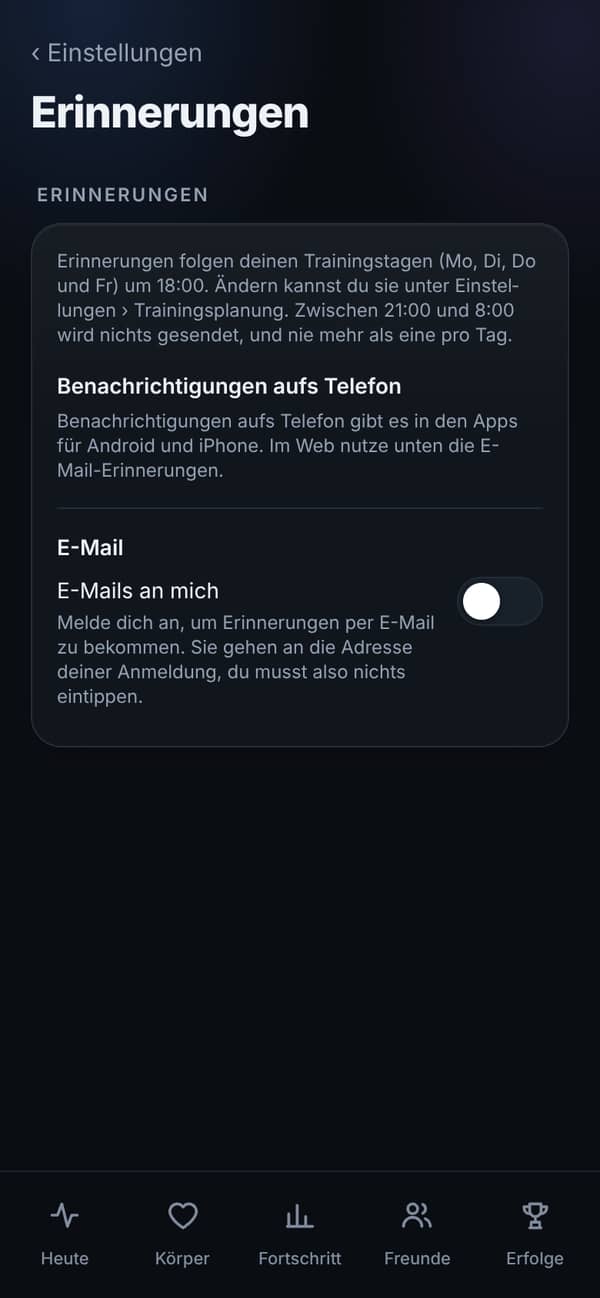 ‹ Einstellungen
Erinnerungen
ERINNERUNGEN
Erinnerungen folgen deinen Trainingstagen (Mo, Di, Do
und Fr) um 18:00. Ändern kannst du sie unter Einstel-
lungen › Trainingsplanung. Zwischen 21:00 und 8:00
wird nichts gesendet, und nie mehr als eine pro Tag.
Benachrichtigungen aufs Telefon
Benachrichtigungen aufs Telefon gibt es in den Apps
für Android und iPhone. Im Web nutze unten die E-
Mail-Erinnerungen.
E-Mail
E-Mails an mich
Melde dich an, um Erinnerungen per E-Mail
zu bekommen. Sie gehen an die Adresse
deiner Anmeldung, du musst also nichts
eintippen.
Heute Körper Fortschritt Freunde Erfolge